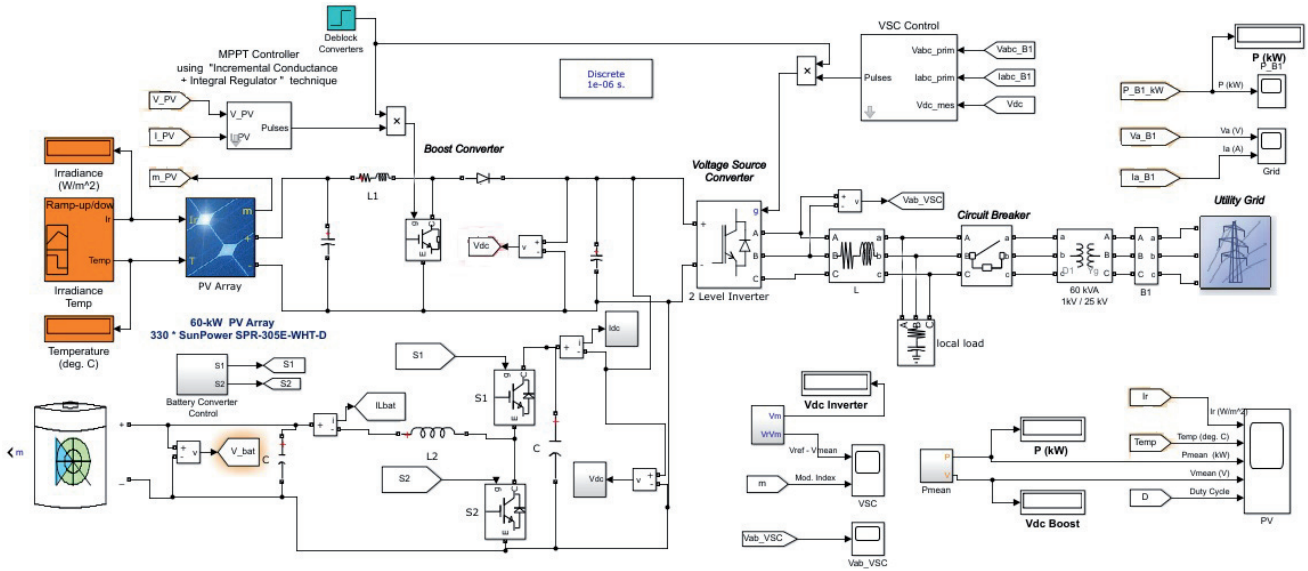 Deblock
Converters
MPPT Controller
using "Incremental Conductance
+ Integral Regulator" technique
V_PV
V_PV
Pulses
I_PV
I_PV
×
Discrete
1e-06 s.
VSC Control
Vabc_prim
Vabc_B1
Pulses
Iabc_prim
Iabc_B1
Vdc_mes
Vdc
×
P (kW)
P_B1
P_B1_kW
P (kW)
Va_B1
Va (V)
Ia_B1
Ia (A)
Grid
Irradiance
(W/m^2)
m_PV
Ramp-up/dow
Ir
Temp
Irradiance
Temp
Ir
T
m
+
-
PV Array
Temperature
(deg. C)
60-kW PV Array
330 * SunPower SPR-305E-WHT-D
Boost Converter
L1
g
C
E
Vdc
v
+
-
Voltage Source
Converter
g
+
-
A
B
C
2 Level Inverter
+
-
v
Vab_VSC
A
B
C
a
b
c
L
Circuit Breaker
A
B
C
a
b
c
A
B
C
a
b
c
D1
Yg
60 kVA
1kV / 25 kV
A
B
C
a
b
c
B1
Utility Grid
A
B
C
local load
S1
S2
Battery Converter
Control
S1
S2
m
+
_
+
-
v
V_bat
C
+
-
i
ILbat
L2
S1
g
C
E
S1
S2
g
C
E
S2
C
+
-
i
Idc
Vdc
v
+
-
Vdc Inverter
Vm
VrVm
Vref - Vmean
m
Mod. Index
VSC
Vab_VSC
Vab_VSC
P
V
Pmean
P (kW)
Vdc Boost
Ir
Ir (W/m^2)
Temp
Temp (deg. C)
Pmean (kW)
Vmean (V)
D
Duty Cycle
PV